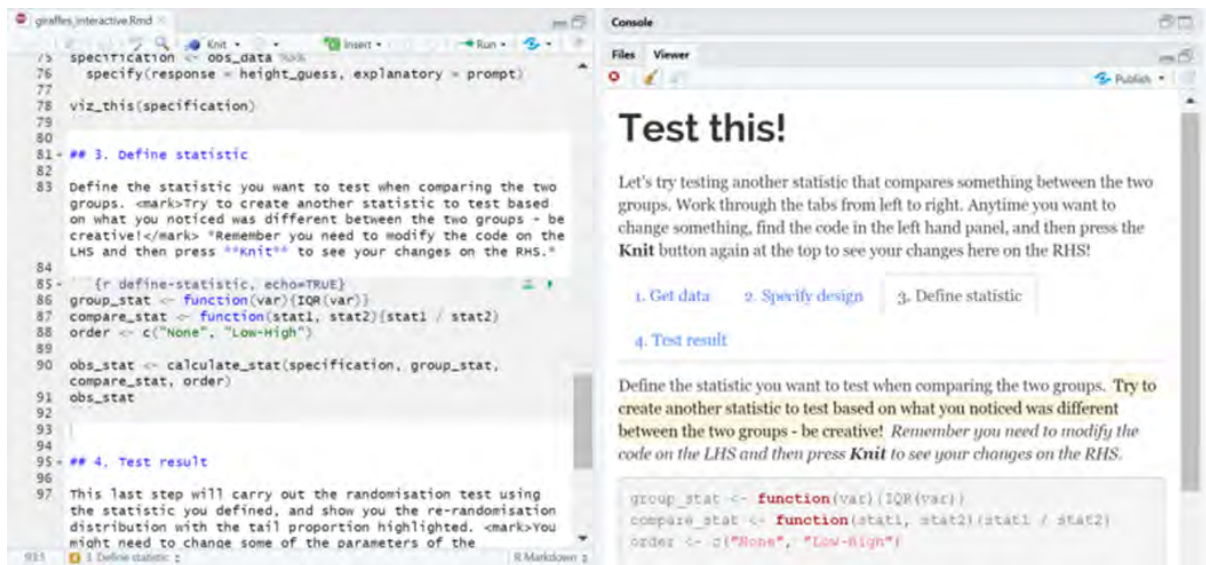 giraffes_interactive.Rmd
Knit
Insert
Run
75 specification <- obs_data %>%
76 specify(response = height_guess, explanatory = prompt)
77
78 viz_this(specification)
79
80
81 ## 3. Define statistic
82
83 Define the statistic you want to test when comparing the two
groups. <mark>Try to create another statistic to test based
on what you noticed was different between the two groups - be
creative!</mark> *Remember you need to modify the code on the
LHS and then press **Knit** to see your changes on the RHS.*
84
85 {r define-statistic, echo=TRUE}
86 group_stat <- function(var){IQR(var)}
87 compare_stat <- function(stat1, stat2){stat1 / stat2}
88 order <- c("None", "Low-High")
89
90 obs_stat <- calculate_stat(specification, group_stat,
compare_stat, order)
91 obs_stat
92
93
94
95 ## 4. Test result
96
97 This last step will carry out the randomisation test using
the statistic you defined, and show you the re-randomisation
distribution with the tail proportion highlighted. <mark>You
might need to change some of the parameters of the
93:1 3. Define statistic R Markdown
Console
Files Viewer
Publish
Test this!
Let's try testing another statistic that compares something between the two
groups. Work through the tabs from left to right. Anytime you want to
change something, find the code in the left hand panel, and then press the
Knit button again at the top to see your changes here on the RHS!
1. Get data 2. Specify design 3. Define statistic
4. Test result
Define the statistic you want to test when comparing the two groups. Try to
create another statistic to test based on what you noticed was different
between the two groups - be creative! Remember you need to modify the
code on the LHS and then press Knit to see your changes on the RHS.
group_stat <- function(var){IQR(var)}
compare_stat <- function(stat1, stat2){stat1 / stat2}
order <- c("None", "Low-High")